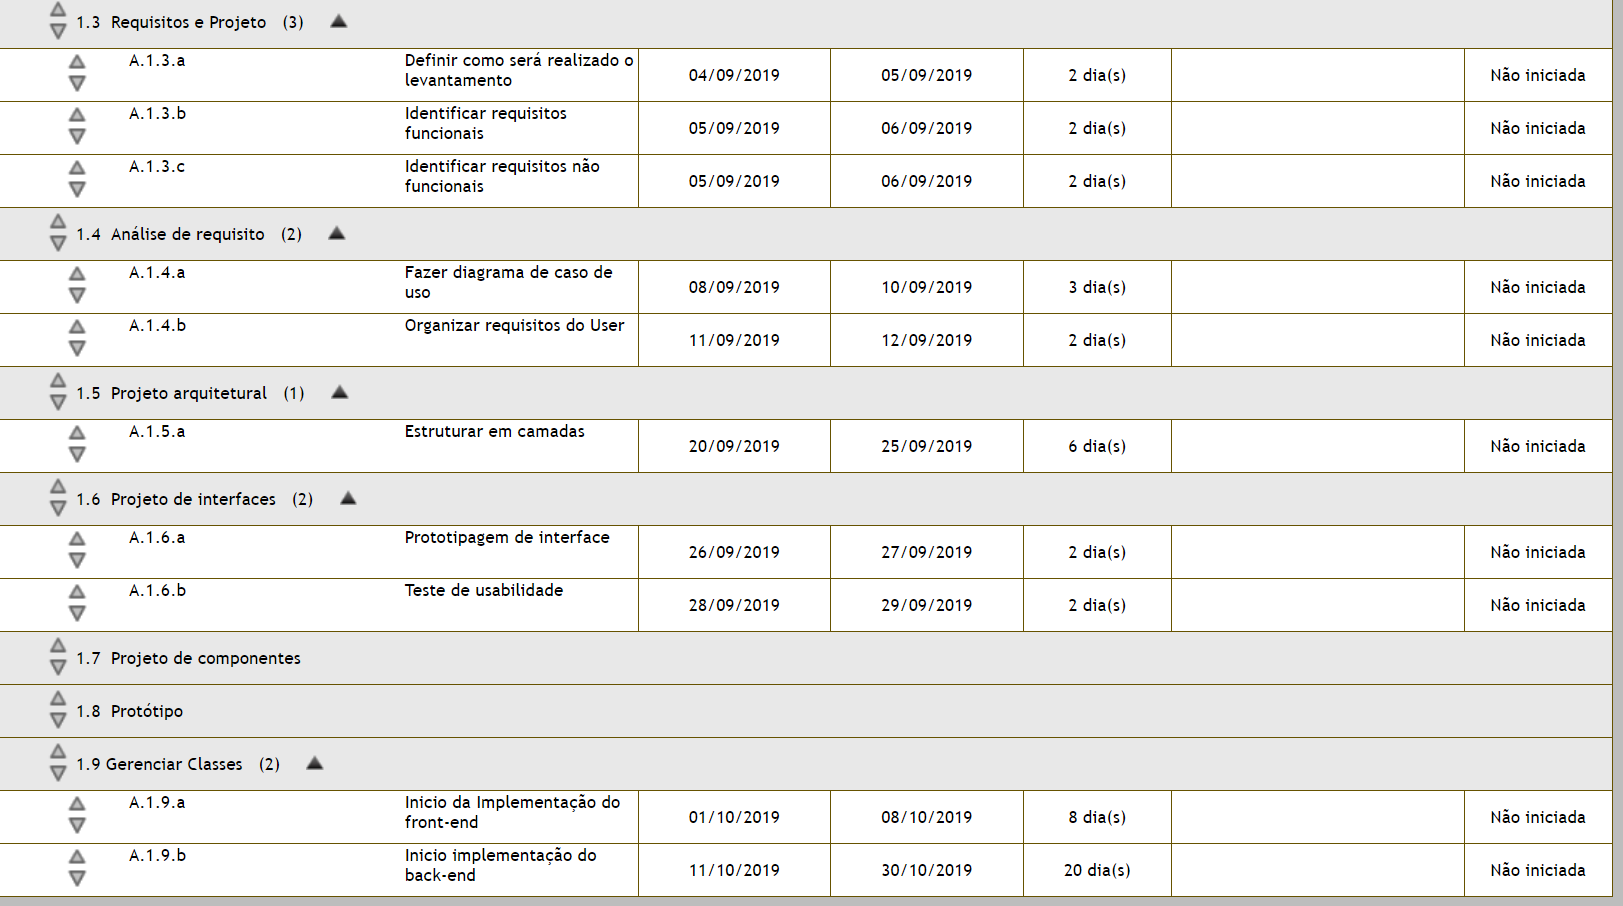 1.3 Requisitos e Projeto (3)
A.1.3.a Definir como será realizado o levantamento 04/09/2019 05/09/2019 2 dia(s) Não iniciada
A.1.3.b Identificar requisitos funcionais 05/09/2019 06/09/2019 2 dia(s) Não iniciada
A.1.3.c Identificar requisitos não funcionais 05/09/2019 06/09/2019 2 dia(s) Não iniciada
1.4 Análise de requisito (2)
A.1.4.a Fazer diagrama de caso de uso 08/09/2019 10/09/2019 3 dia(s) Não iniciada
A.1.4.b Organizar requisitos do User 11/09/2019 12/09/2019 2 dia(s) Não iniciada
1.5 Projeto arquitetural (1)
A.1.5.a Estruturar em camadas 20/09/2019 25/09/2019 6 dia(s) Não iniciada
1.6 Projeto de interfaces (2)
A.1.6.a Prototipagem de interface 26/09/2019 27/09/2019 2 dia(s) Não iniciada
A.1.6.b Teste de usabilidade 28/09/2019 29/09/2019 2 dia(s) Não iniciada
1.7 Projeto de componentes
1.8 Protótipo
1.9 Gerenciar Classes (2)
A.1.9.a Inicio da Implementação do front-end 01/10/2019 08/10/2019 8 dia(s) Não iniciada
A.1.9.b Inicio implementação do back-end 11/10/2019 30/10/2019 20 dia(s) Não iniciada